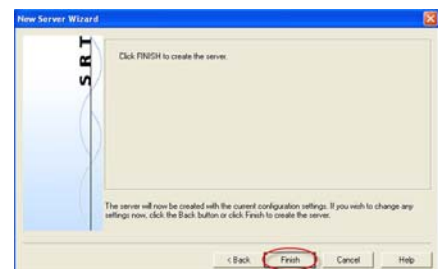 New Server Wizard
SRT
Click FINISH to create the server.
The server will now be created with the current configuration settings. If you wish to change any
settings now, click the Back button or click Finish to create the server.
< Back
Finish
Cancel
Help